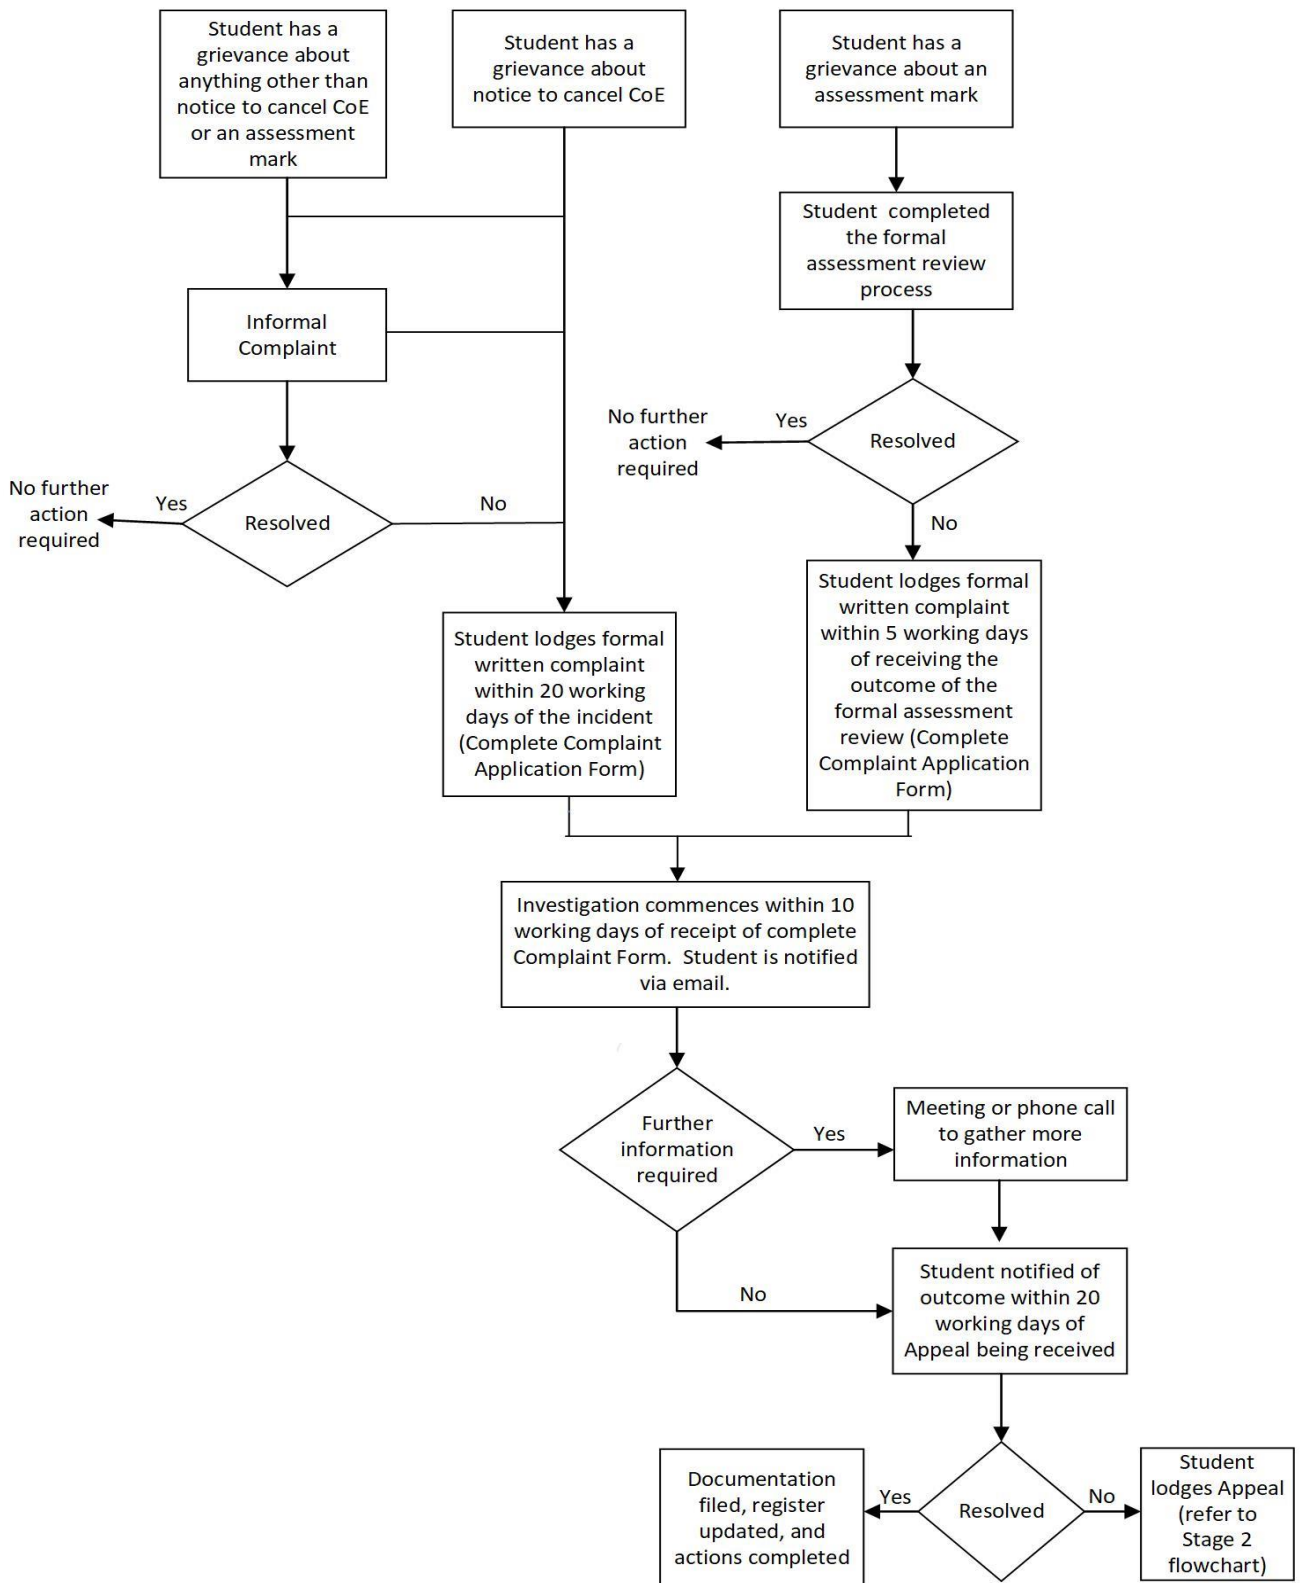 Student has a
grievance about
anything other than
notice to cancel CoE
or an assessment
mark
Student has a
grievance about
notice to cancel CoE
Student has a
grievance about an
assessment mark
Student completed
the formal
assessment review
process
Informal
Complaint
No further
action
required
Yes
Resolved
No
No further
action
required
Yes
Resolved
No
Student lodges formal
written complaint
within 20 working
days of the incident
(Complete Complaint
Application Form)
Student lodges formal
written complaint
within 5 working days
of receiving the
outcome of the
formal assessment
review (Complete
Complaint Application
Form)
Investigation commences within 10
working days of receipt of complete
Complaint Form. Student is notified
via email.
Further
information
required
Yes
Meeting or phone call
to gather more
information
No
Student notified of
outcome within 20
working days of
Appeal being received
Documentation
filed, register
updated, and
actions completed
Yes
Resolved
No
Student
lodges Appeal
(refer to
Stage 2
flowchart)